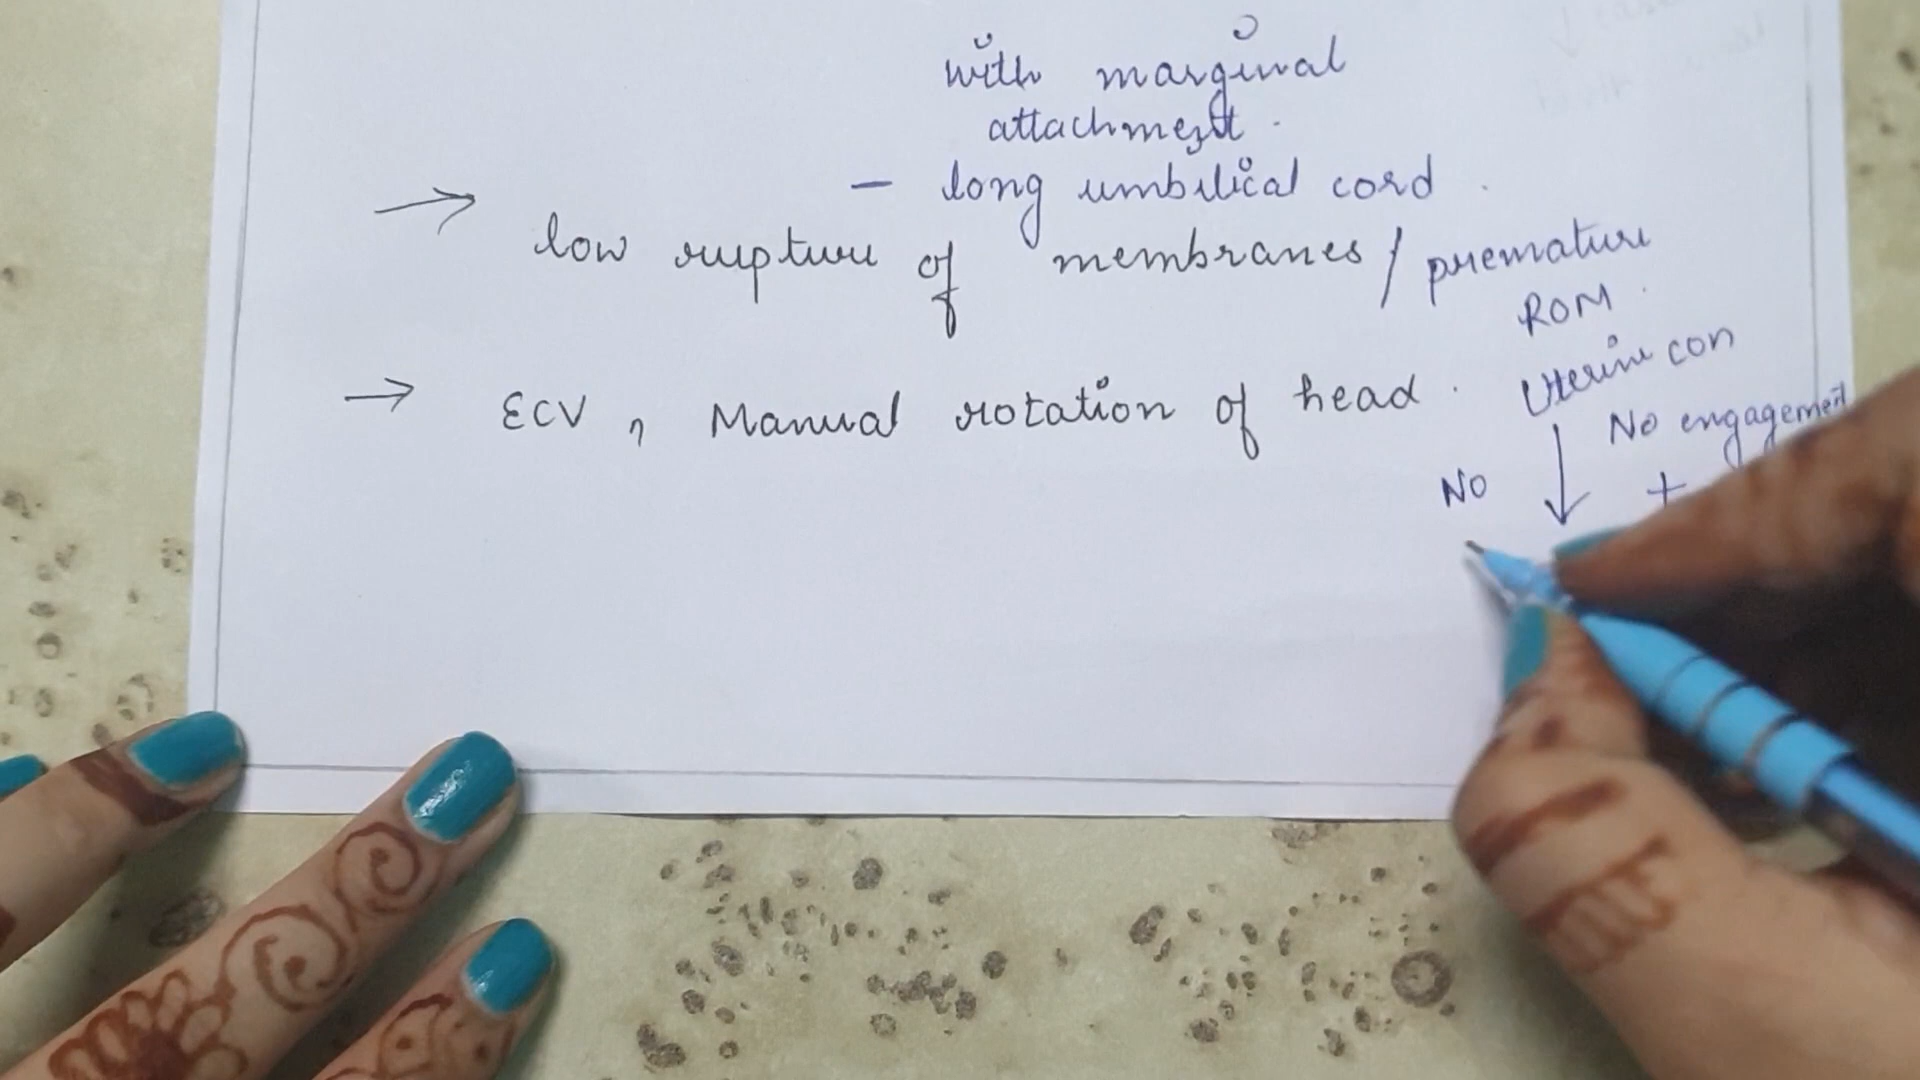 with marginal
attachment.
- long umbilical cord.
→ low rupture of membranes / premature
ROM.
→ ECV, Manual rotation of head.
Uterine con
No engagement
No ↓ +